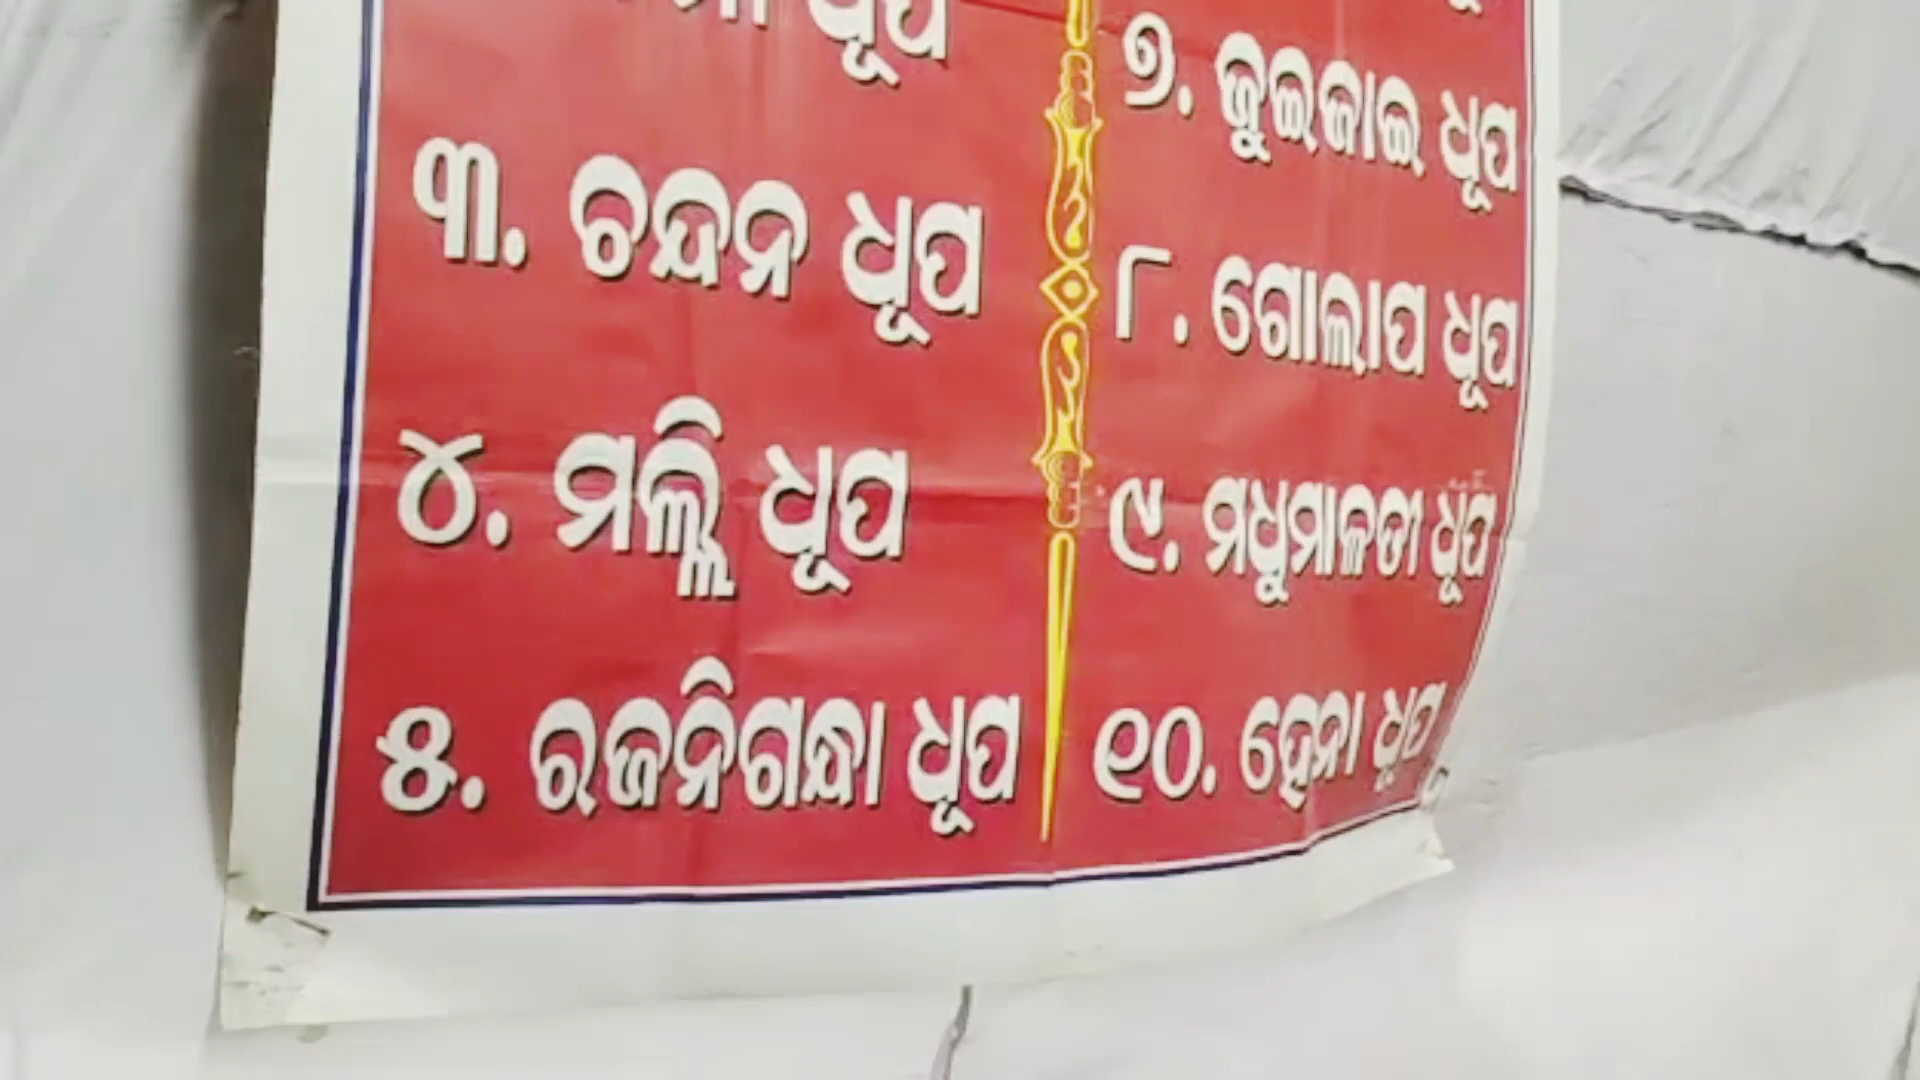 ଧୂପ
୩. ଚନ୍ଦନ ଧୂପ
୪. ମଲ୍ଲି ଧୂପ
୫. ରଜନିଗନ୍ଧା ଧୂପ
୭. ଜୁଇଜାଇ ଧୂପ
୮. ଗୋଲାପ ଧୂପ
୯. ମଧୁମାଳତୀ ଧୂପ
୧୦. ହେନା ଧୂପ